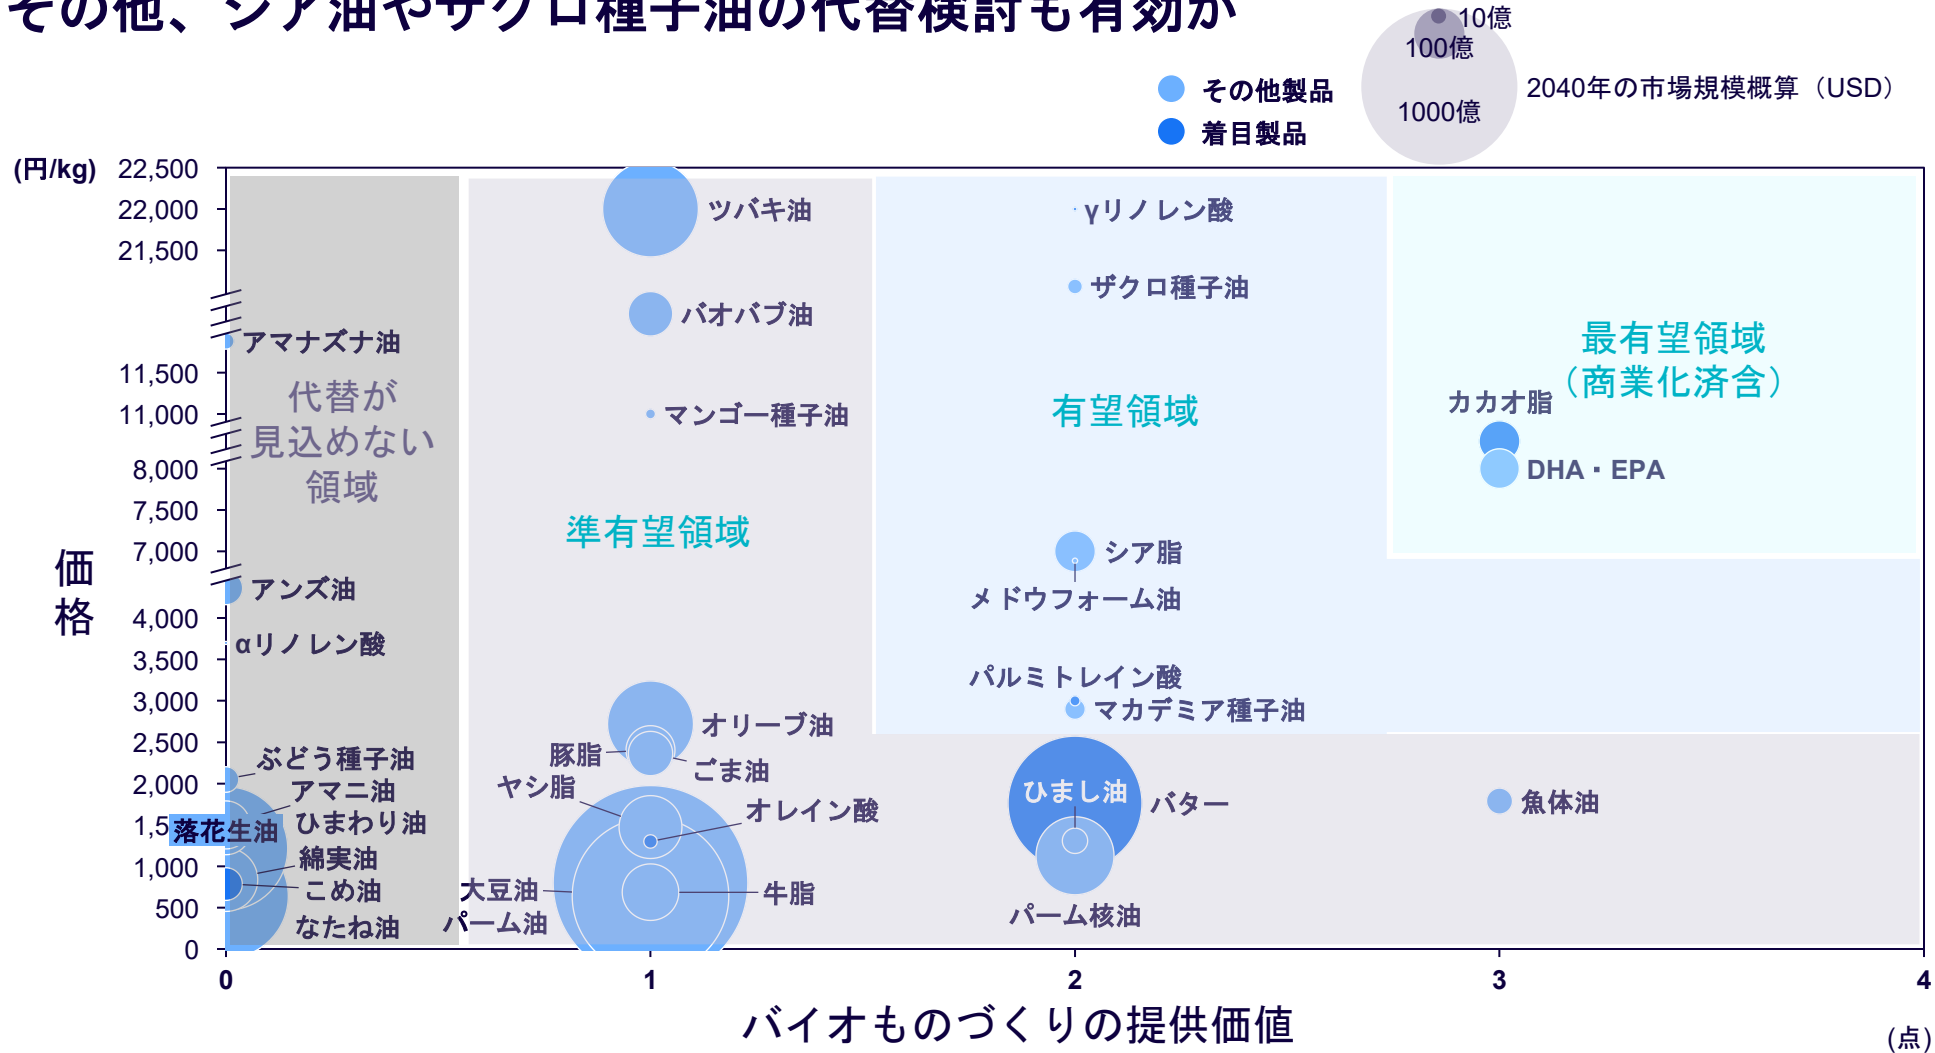 その他、シア油やザクロ種子油の代替検討も有効か
10億
100億
1000億
2040年の市場規模概算（USD）
その他製品
着目製品
(円/kg)
22,500
22,000
21,500
11,500
11,000
8,000
7,500
7,000
4,000
3,500
3,000
2,500
2,000
1,5
1,000
500
0
価格
代替が
見込めない
領域
準有望領域
有望領域
最有望領域
（商業化済含）
ツバキ油
バオバブ油
マンゴー種子油
γリノレン酸
ザクロ種子油
アマナズナ油
カカオ脂
DHA・EPA
シア脂
メドウフォーム油
アンズ油
αリノレン酸
パルミトレイン酸
マカデミア種子油
オリーブ油
豚脂
ごま油
ヤシ脂
オレイン酸
ぶどう種子油
アマニ油
落花生油
ひまわり油
綿実油
こめ油
なたね油
大豆油
パーム油
牛脂
ひまし油
バター
パーム核油
魚体油
0
1
2
3
4
バイオものづくりの提供価値
(点)